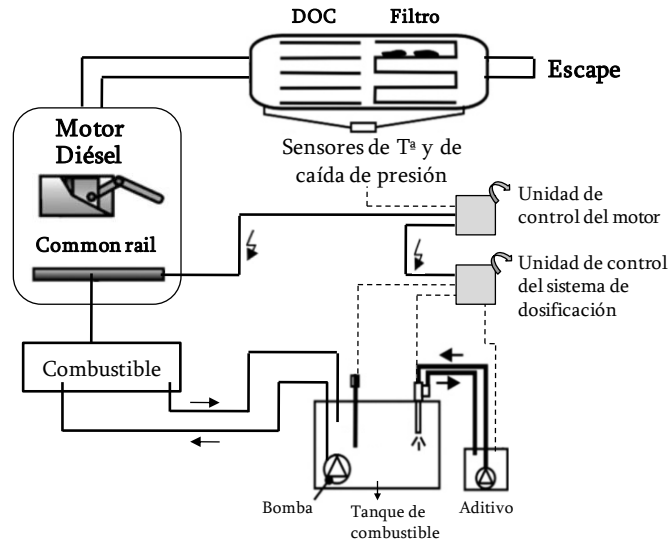 DOC
Filtro
Escape
Motor
Diésel
Sensores de Tª y de
caída de presión
Unidad de
control del motor
Common rail
Unidad de control
del sistema de
dosificación
Combustible
Bomba
Tanque de
combustible
Aditivo